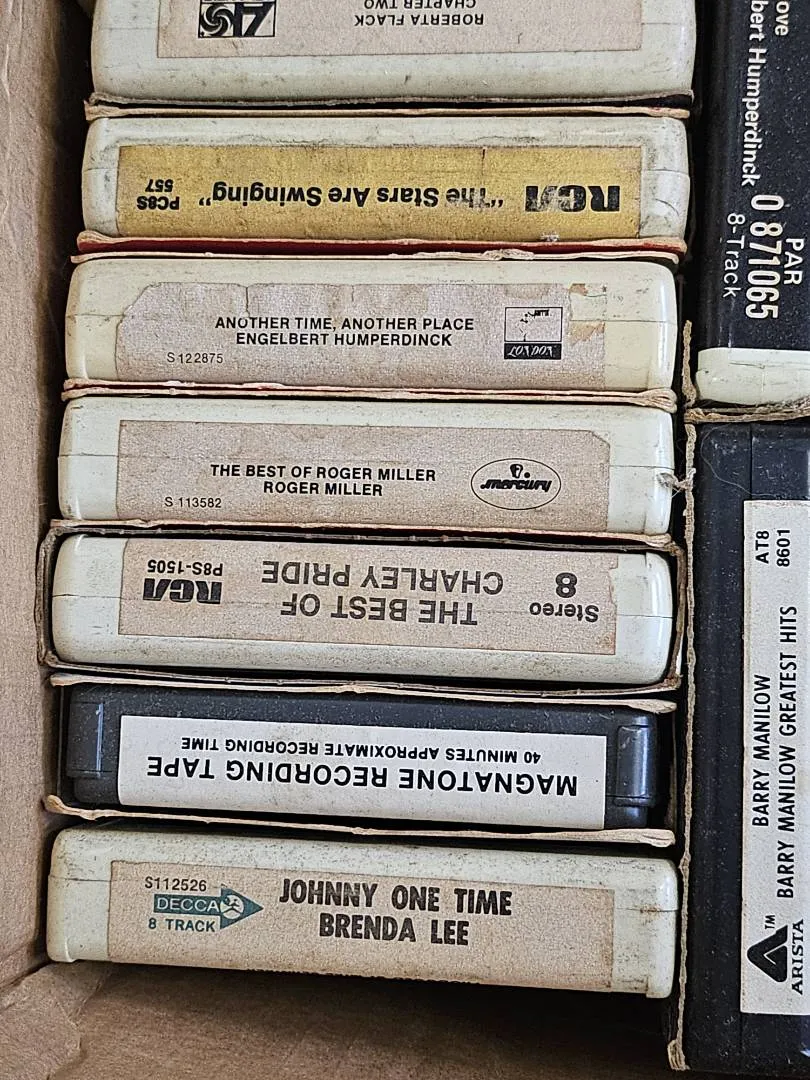 ROBERTA FLACK
CHAPTER TWO
RCA "The Stars Are Swinging" PC8S
557
ANOTHER TIME, ANOTHER PLACE
ENGELBERT HUMPERDINCK
S 122875
LONDON
THE BEST OF ROGER MILLER
ROGER MILLER
S 113582
mercury
Stereo
8
THE BEST OF
CHARLEY PRIDE
P8S-1505
RCA
MAGNATONE RECORDING TAPE
40 MINUTES APPROXIMATE RECORDING TIME
S112526
DECCA
8 TRACK
JOHNNY ONE TIME
BRENDA LEE
ove
bert Humperdinck
PAR
0 871065
8-Track
BARRY MANILOW
BARRY MANILOW GREATEST HITS
AT8
8601
TM
ARISTA